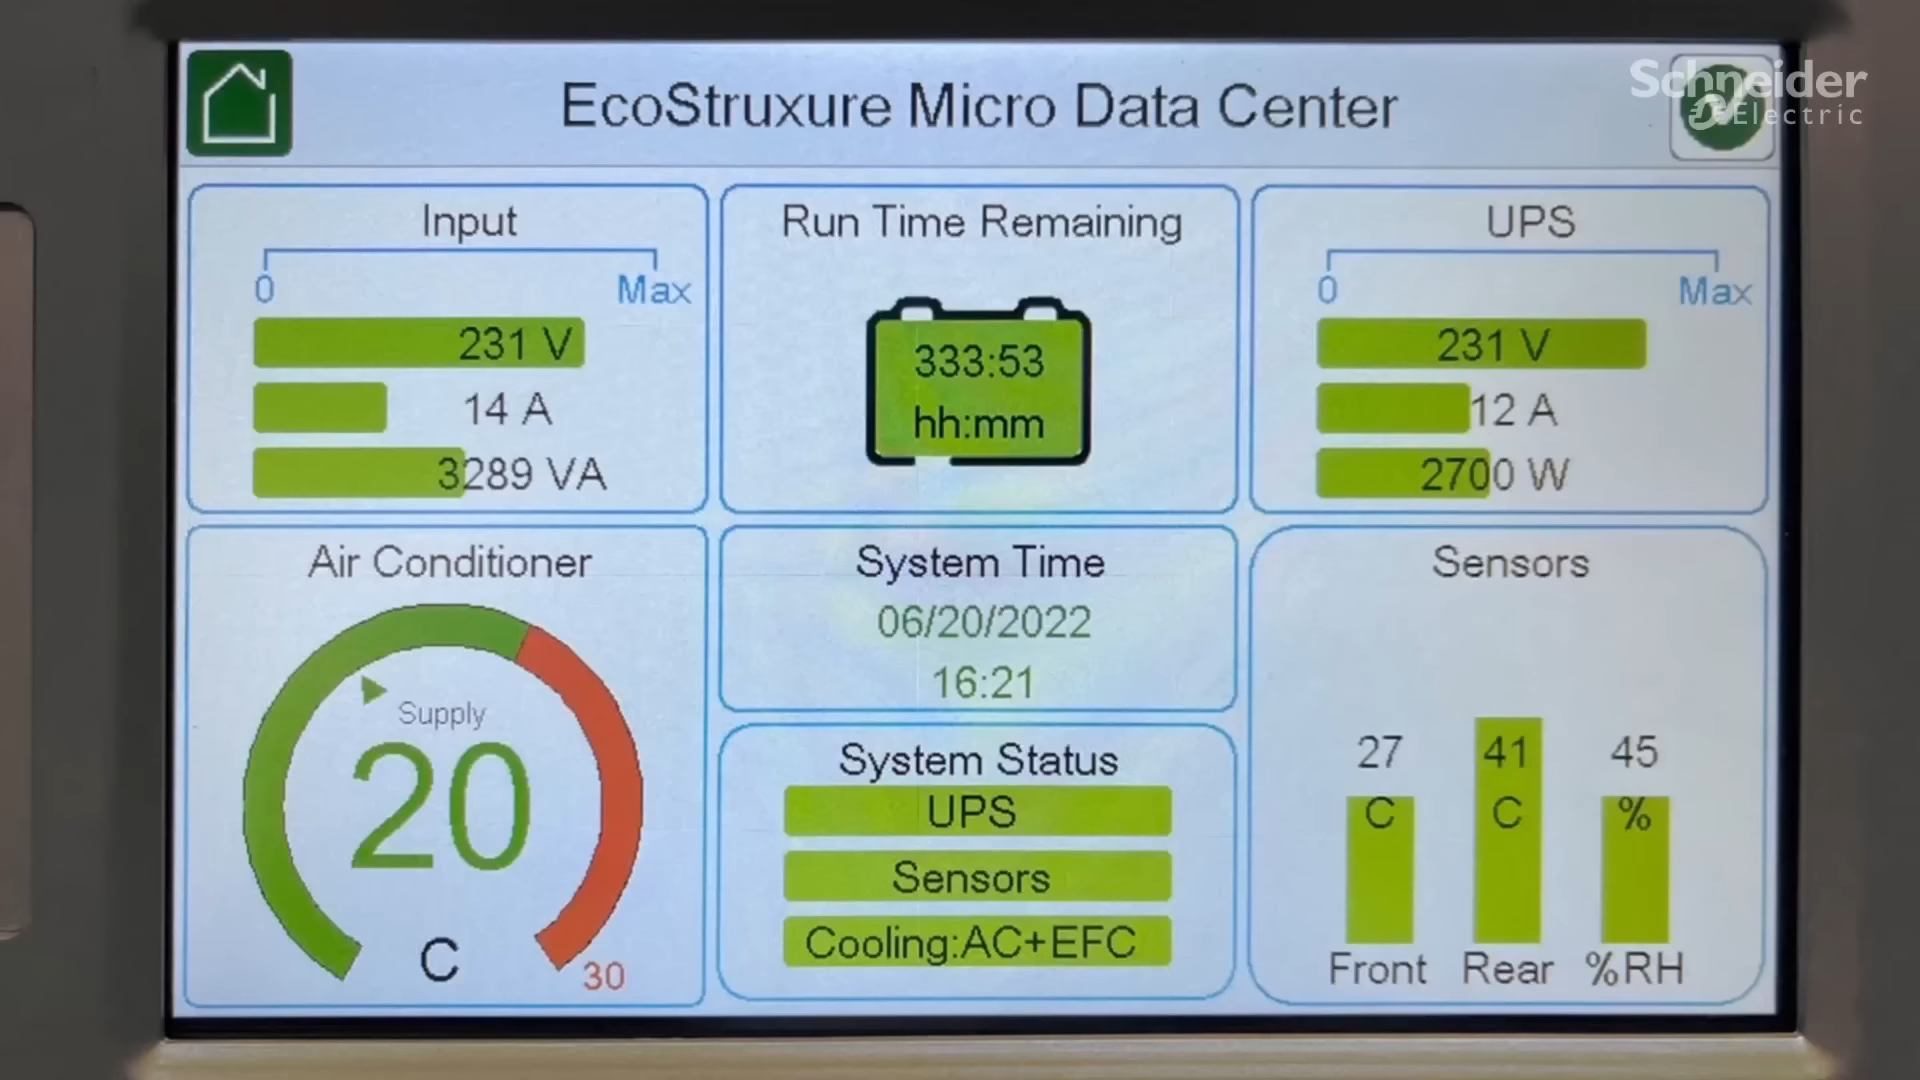 EcoStruxure Micro Data Center
Schneider
Electric
Input
0 Max
231 V
14 A
3289 VA
Run Time Remaining
333:53
hh:mm
UPS
0 Max
231 V
12 A
2700 W
Air Conditioner
Supply
20
C
30
System Time
06/20/2022
16:21
System Status
UPS
Sensors
Cooling:AC+EFC
Sensors
27 41 45
C C %
Front Rear %RH